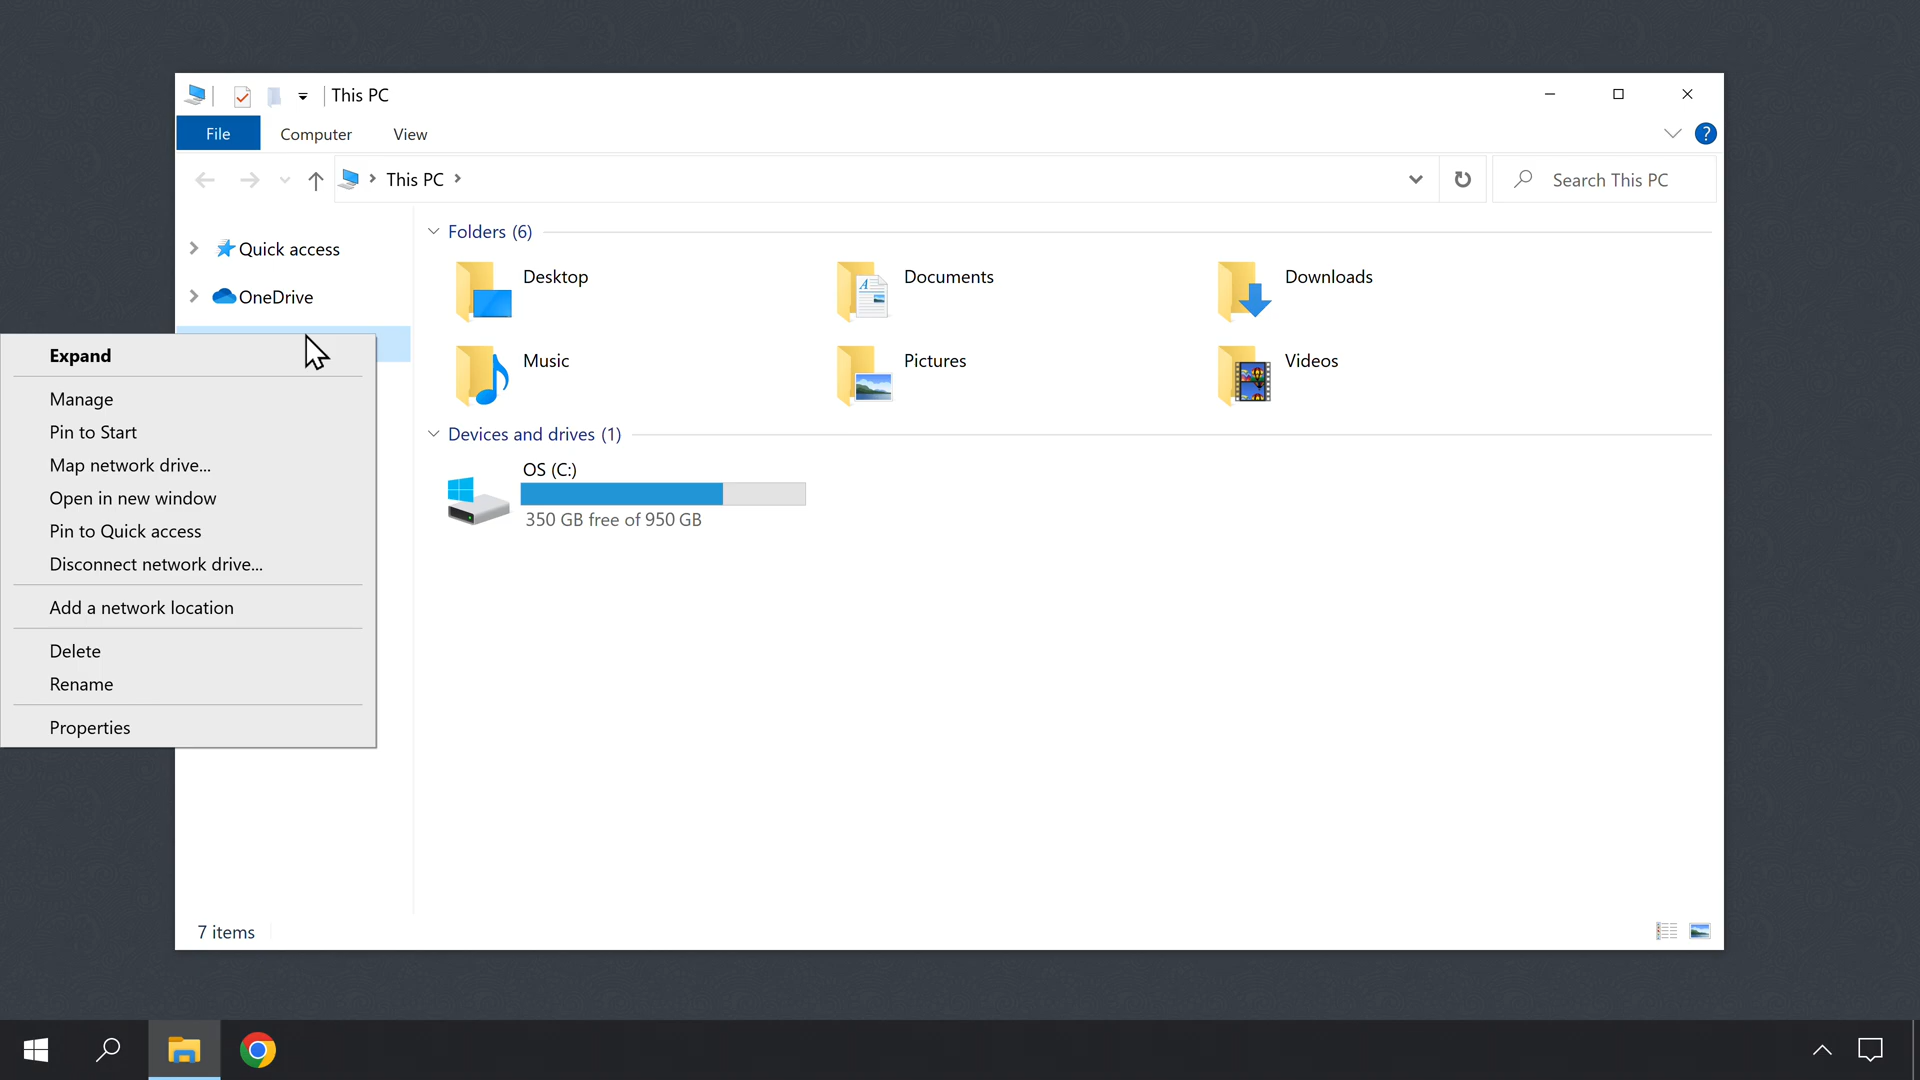 This PC
File
Computer
View
?
This PC
Search This PC
Quick access
OneDrive
Expand
Manage
Pin to Start
Map network drive...
Open in new window
Pin to Quick access
Disconnect network drive...
Add a network location
Delete
Rename
Properties
Folders (6)
Desktop
Documents
Downloads
Music
Pictures
Videos
Devices and drives (1)
OS (C:)
350 GB free of 950 GB
7 items